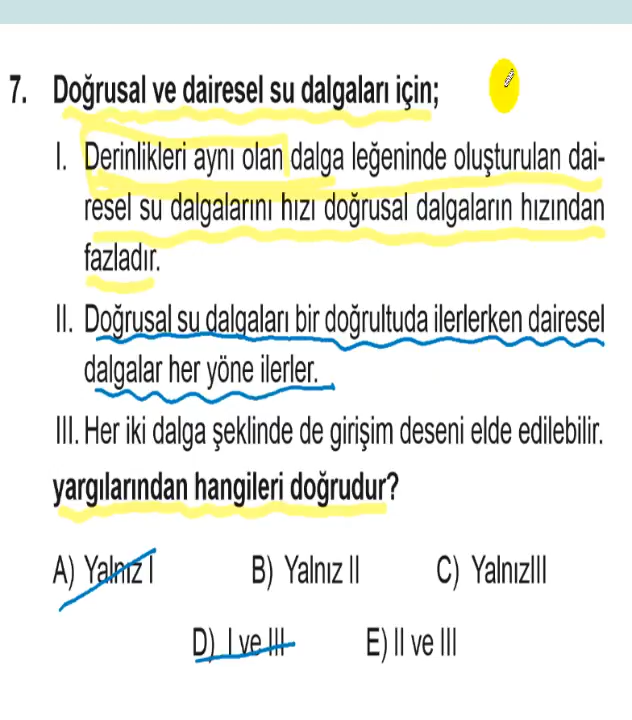 7. Doğrusal ve dairesel su dalgaları için;
I. Derinlikleri aynı olan dalga leğeninde oluşturulan dai-
resel su dalgalarını hızı doğrusal dalgaların hızından
fazladır.
II. Doğrusal su dalgaları bir doğrultuda ilerlerken dairesel
dalgalar her yöne ilerler.
III. Her iki dalga şeklinde de girişim deseni elde edilebilir.
yargılarından hangileri doğrudur?
A) Yalnız I B) Yalnız II C) YalnızIII
D) I ve III E) II ve III